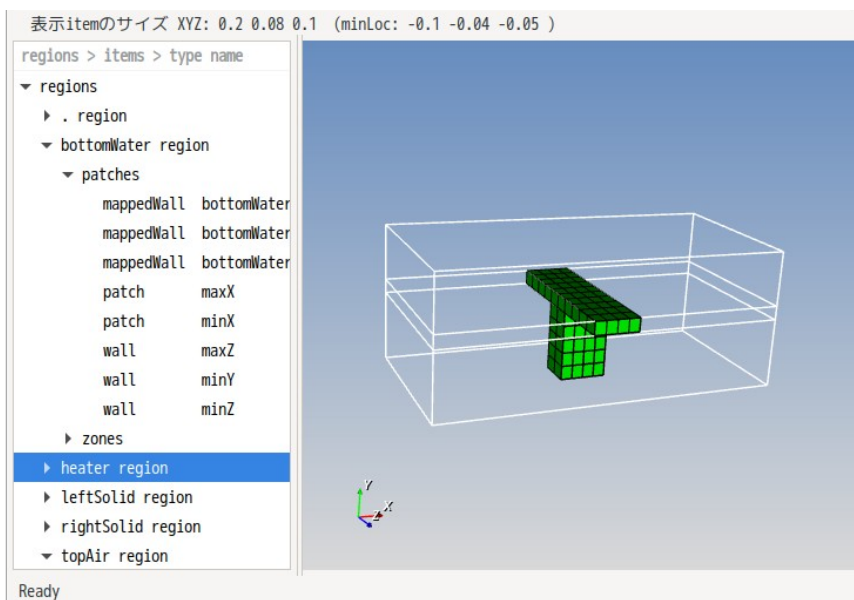 表示itemのサイズ XYZ: 0.2 0.08 0.1 (minLoc: -0.1 -0.04 -0.05 )
regions > items > type name
regions
. region
bottomWater region
patches
mappedWall bottomWater
mappedWall bottomWater
mappedWall bottomWater
patch maxX
patch minX
wall maxZ
wall minY
wall minZ
zones
heater region
leftSolid region
rightSolid region
topAir region
Y
X
Z
Ready